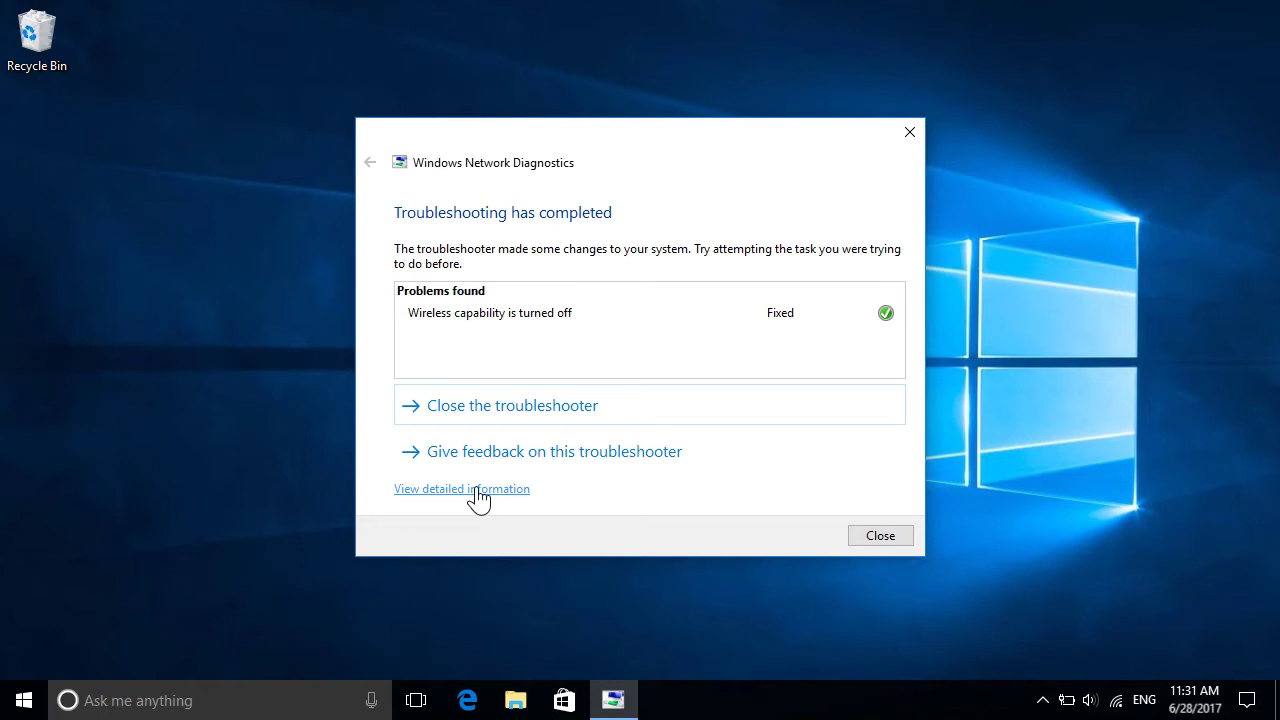 Recycle Bin
Windows Network Diagnostics
Troubleshooting has completed
The troubleshooter made some changes to your system. Try attempting the task you were trying
to do before.
Problems found
Wireless capability is turned off Fixed
Close the troubleshooter
Give feedback on this troubleshooter
View detailed information
Close
Ask me anything
ENG
11:31 AM
6/28/2017